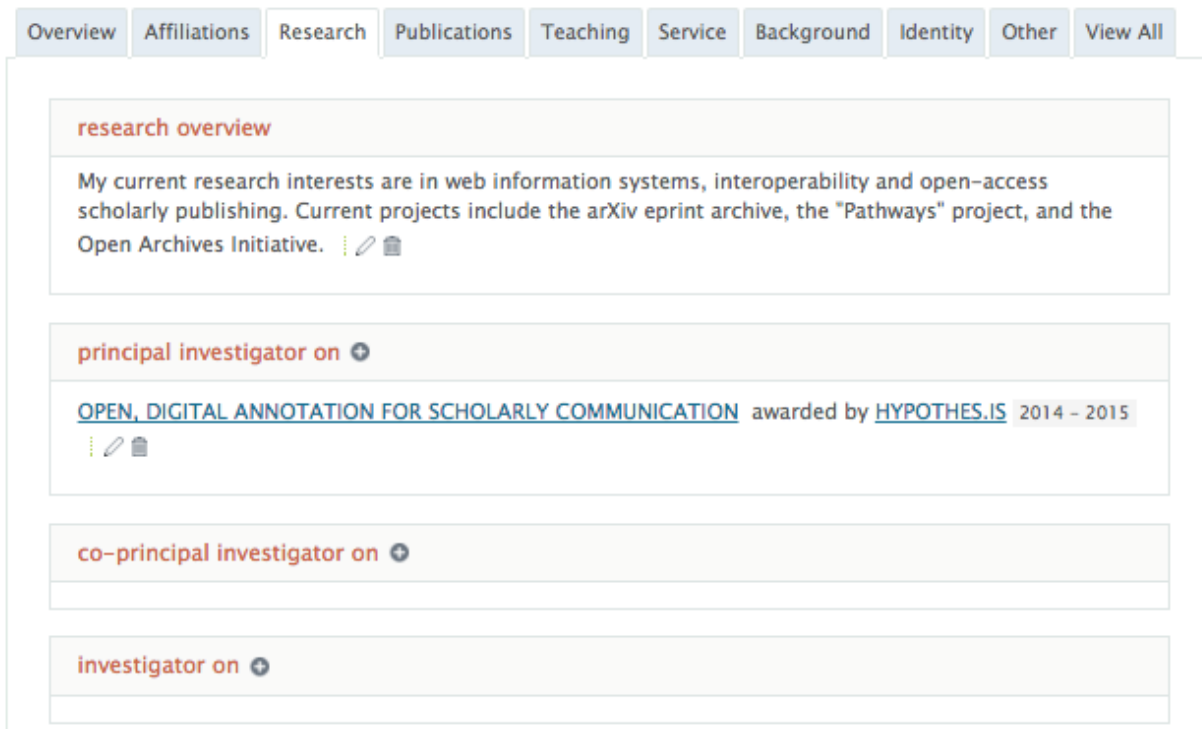 Overview Affiliations Research Publications Teaching Service Background Identity Other View All
research overview
My current research interests are in web information systems, interoperability and open-access
scholarly publishing. Current projects include the arXiv eprint archive, the "Pathways" project, and the
Open Archives Initiative.
principal investigator on
OPEN, DIGITAL ANNOTATION FOR SCHOLARLY COMMUNICATION awarded by HYPOTHES.IS 2014 - 2015
co-principal investigator on
investigator on